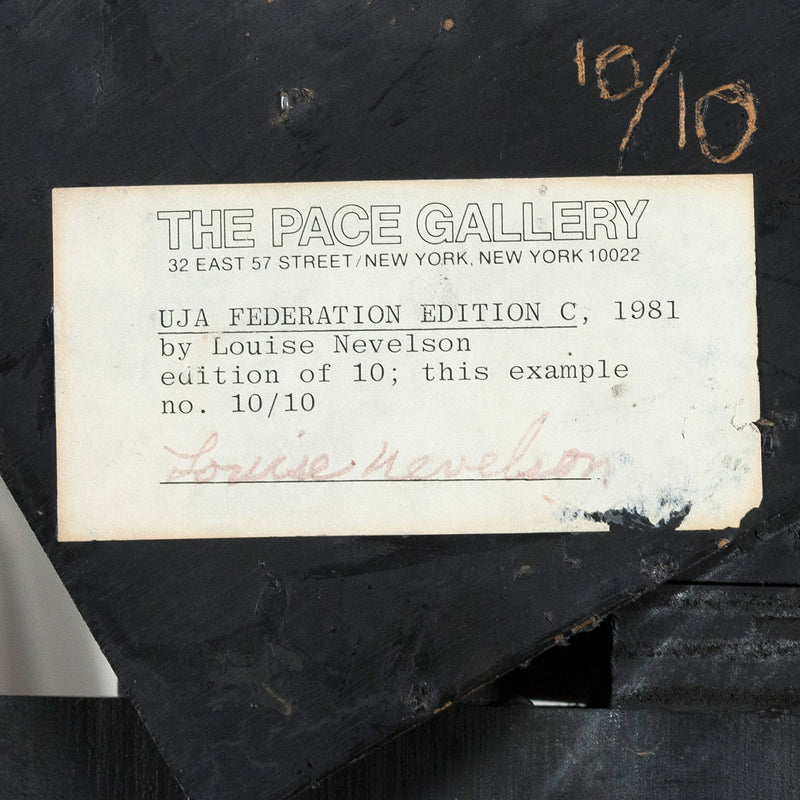 10/10
THE PACE GALLERY
32 EAST 57 STREET/NEW YORK, NEW YORK 10022
UJA FEDERATION EDITION C, 1981
by Louise Nevelson
edition of 10; this example
no. 10/10
Louise Nevelson